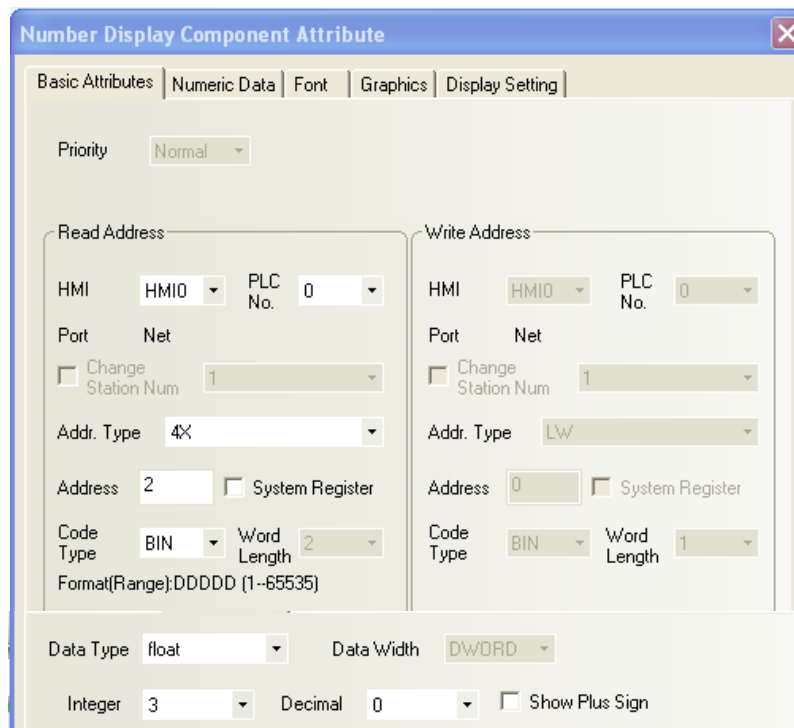 Number Display Component Attribute
Basic Attributes Numeric Data Font Graphics Display Setting
Priority Normal
Read Address
HMI HMI0 PLC No. 0
Port Net
Change Station Num 1
Addr. Type 4X
Address 2 System Register
Code Type BIN Word Length 2
Format(Range):DDDDD (1--65535)
Write Address
HMI HMI0 PLC No. 0
Port Net
Change Station Num 1
Addr. Type LW
Address 0 System Register
Code Type BIN Word Length 1
Data Type float Data Width DWORD
Integer 3 Decimal 0 Show Plus Sign